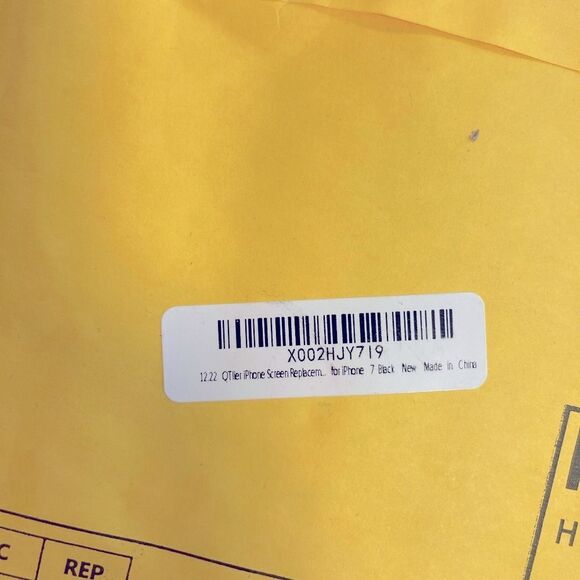 X002HJY7I9
12.22 QTlier iPhone Screen Replacem... for iPhone 7 Black New Made in China
H
C
REP